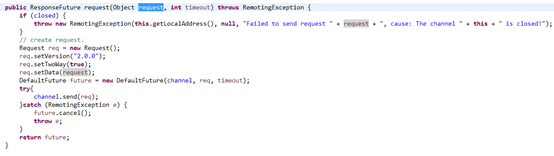 public ResponseFuture request(Object request, int timeout) throws RemotingException {
if (closed) {
throw new RemotingException(this.getLocalAddress(), null, "Failed to send request " + request + ", cause: The channel " + this + " is closed!");
}
// create request.
Request req = new Request();
req.setVersion("2.0.0");
req.setTwoWay(true);
req.setData(request);
DefaultFuture future = new DefaultFuture(channel, req, timeout);
try{
channel.send(req);
}catch (RemotingException e) {
future.cancel();
throw e;
}
return future;
}